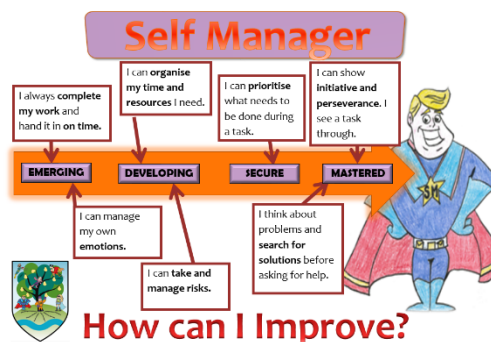 Self Manager
I can organise
my time and
resources I need.
I can show
initiative and
perseverance. I
see a task
through.
I always complete
my work and
hand it in on time.
I can prioritise
what needs to
be done during
a task.
EMERGING
DEVELOPING
SECURE
MASTERED
SM
I can manage
my own
emotions.
I can take and
manage risks.
I think about
problems and
search for
solutions before
asking for help.
How can I Improve?